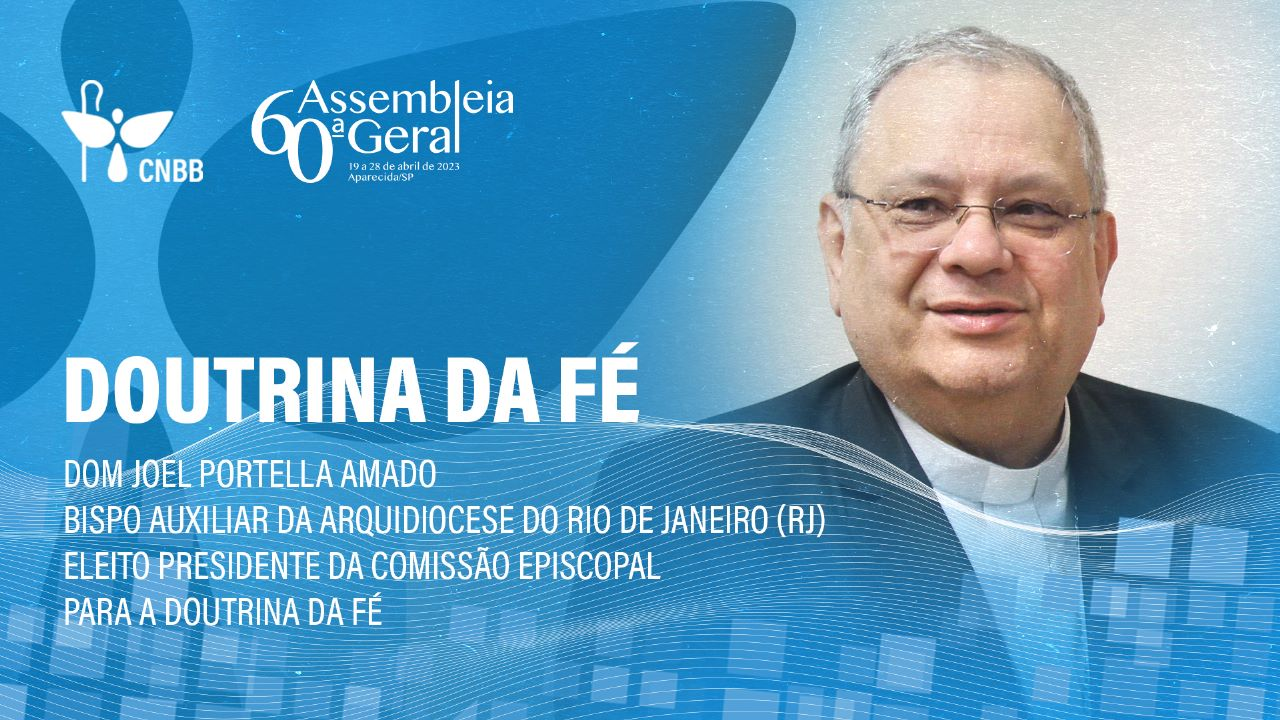 CNBB
60ª Assembleia Geral
19 a 28 de abril de 2023
Aparecida/SP
DOUTRINA DA FÉ
DOM JOEL PORTELLA AMADO
BISPO AUXILIAR DA ARQUIDIOCESE DO RIO DE JANEIRO (RJ)
ELEITO PRESIDENTE DA COMISSÃO EPISCOPAL
PARA A DOUTRINA DA FÉ